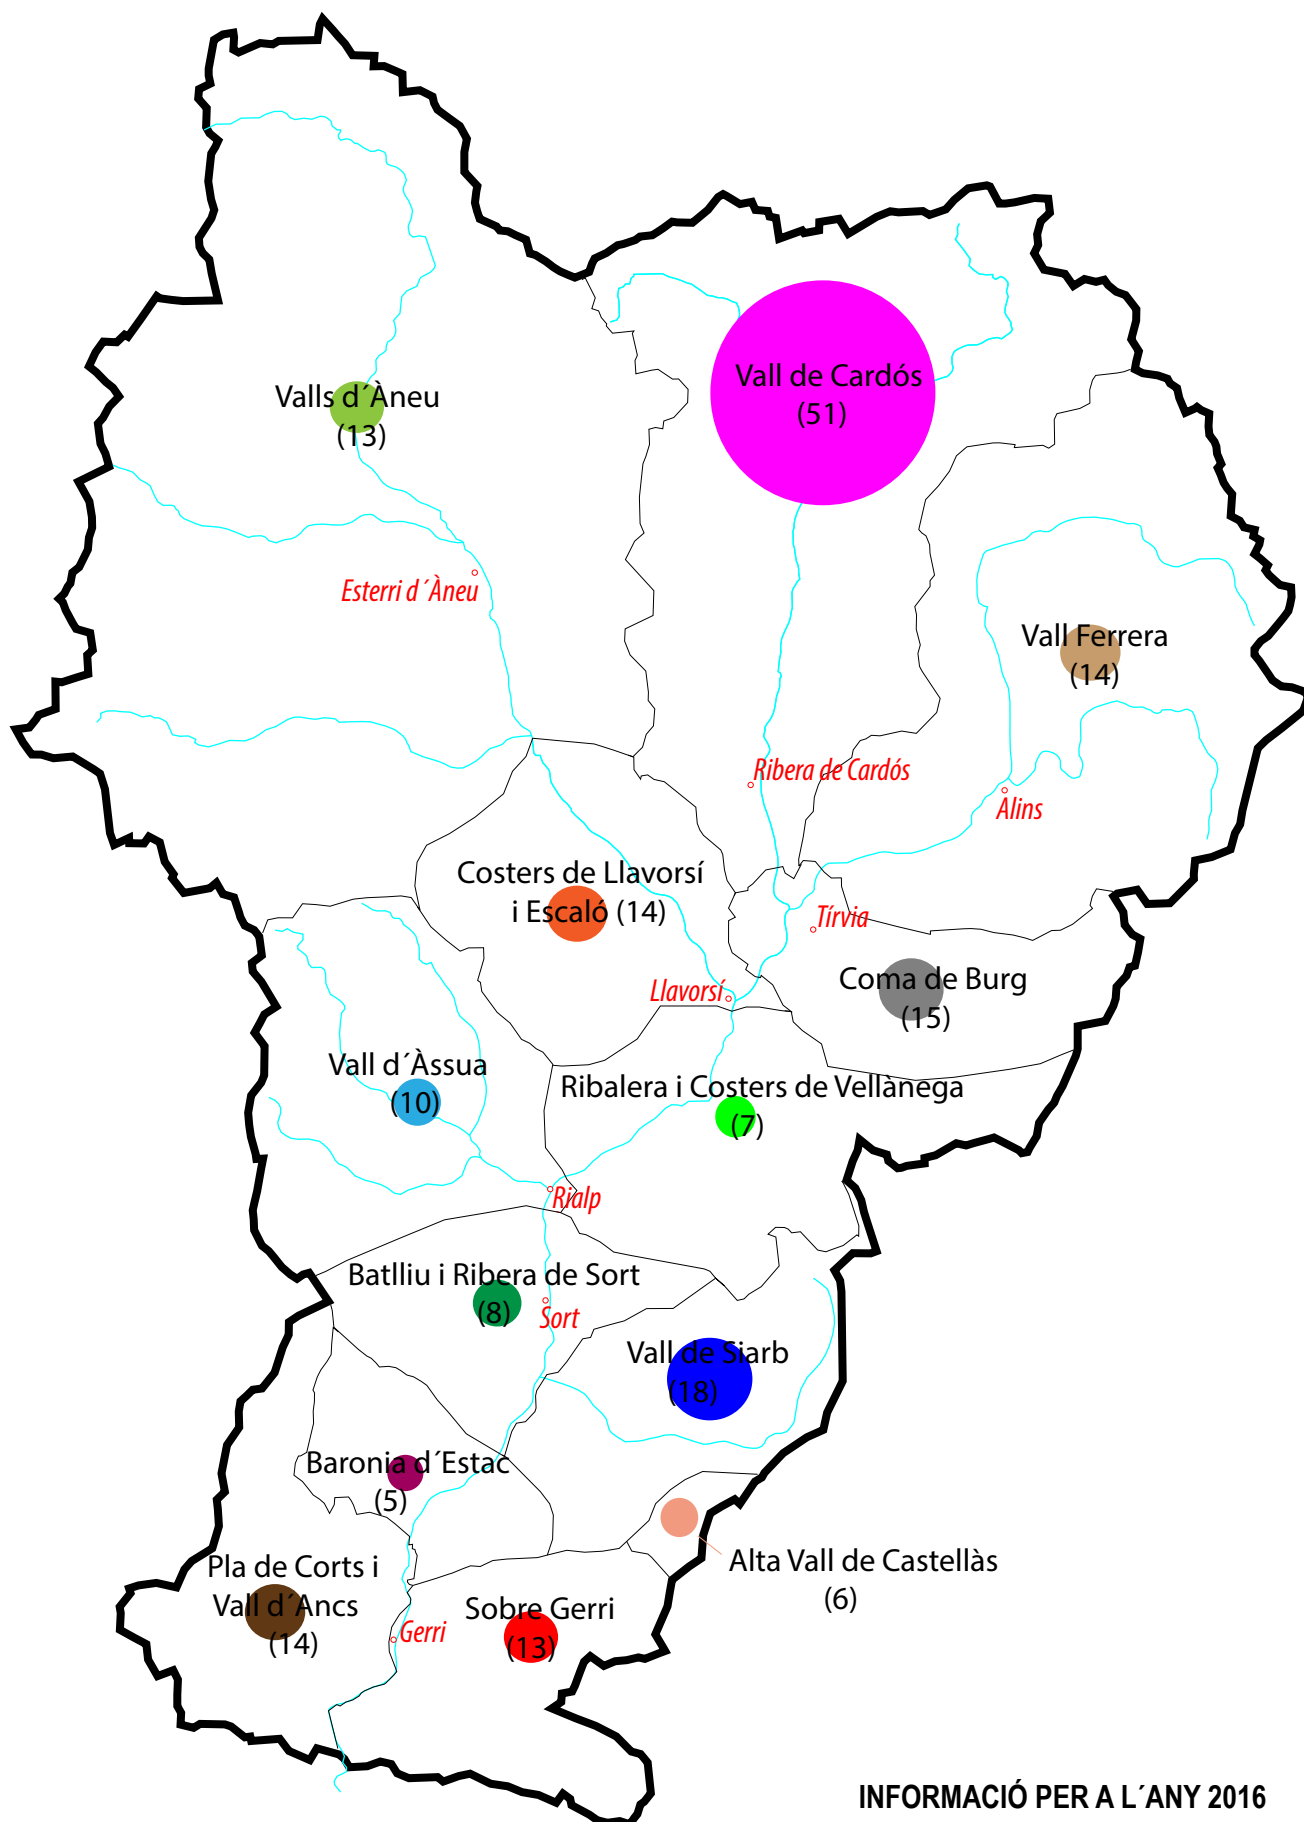 Vall de Cardós
(51)
Valls d´Àneu
(13)
Esterri d´Àneu
Vall Ferrera
(14)
Ribera de Cardós
Àlins
Costers de Llavorsí
i Escaló (14)
Tírvia
Coma de Burg
(15)
Llavorsí
Vall d´Àssua
(10)
Ribalera i Costers de Vellànega
(7)
Rialp
Batlliu i Ribera de Sort
(8)
Sort
Vall de Siarb
(18)
Baronia d´Estac
(5)
Alta Vall de Castellàs
(6)
Pla de Corts i
Vall d´Ancs
(14)
Sobre Gerri
(13)
Gerri
INFORMACIÓ PER A L´ANY 2016